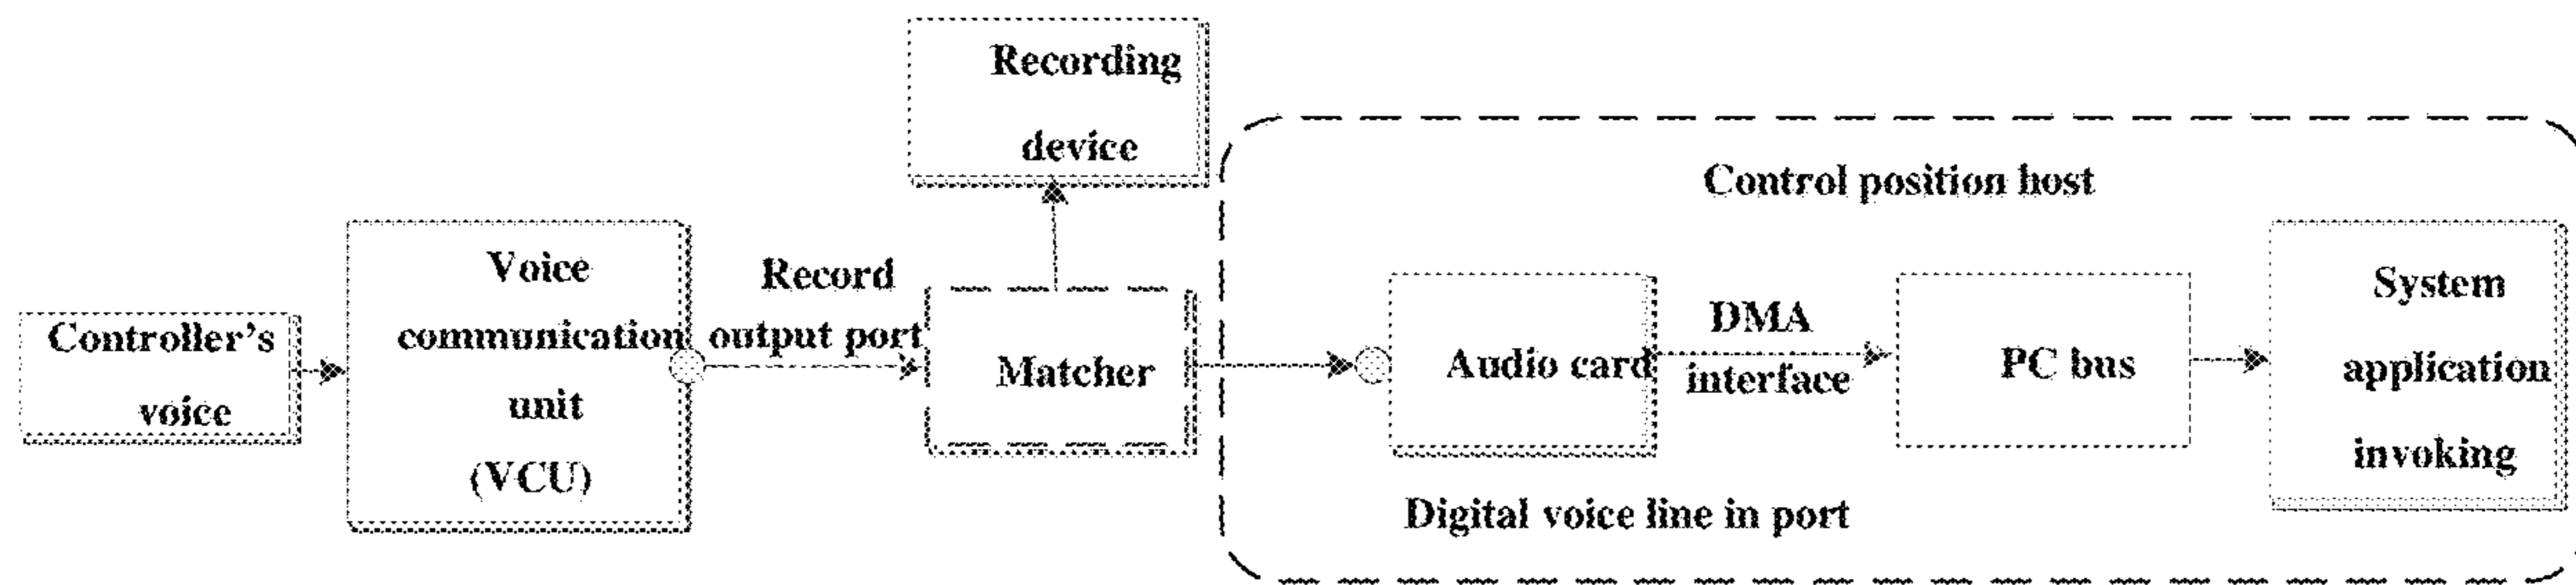 Controller's
voice
Voice
communication
unit
(VCU)
Record
output port
Recording
device
Matcher
Control position host
Audio card
DMA
interface
PC bus
System
application
invoking
Digital voice line in port